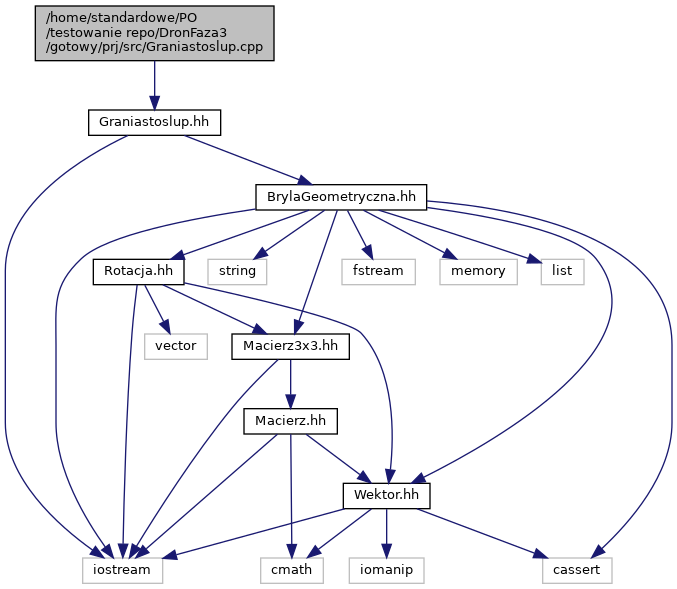 /home/standardowe/PO
/testowanie repo/DronFaza3
/gotowy/prj/src/Graniastoslup.cpp
Graniastoslup.hh
BrylaGeometryczna.hh
Rotacja.hh
string
fstream
memory
list
vector
Macierz3x3.hh
Macierz.hh
Wektor.hh
iostream
cmath
iomanip
cassert